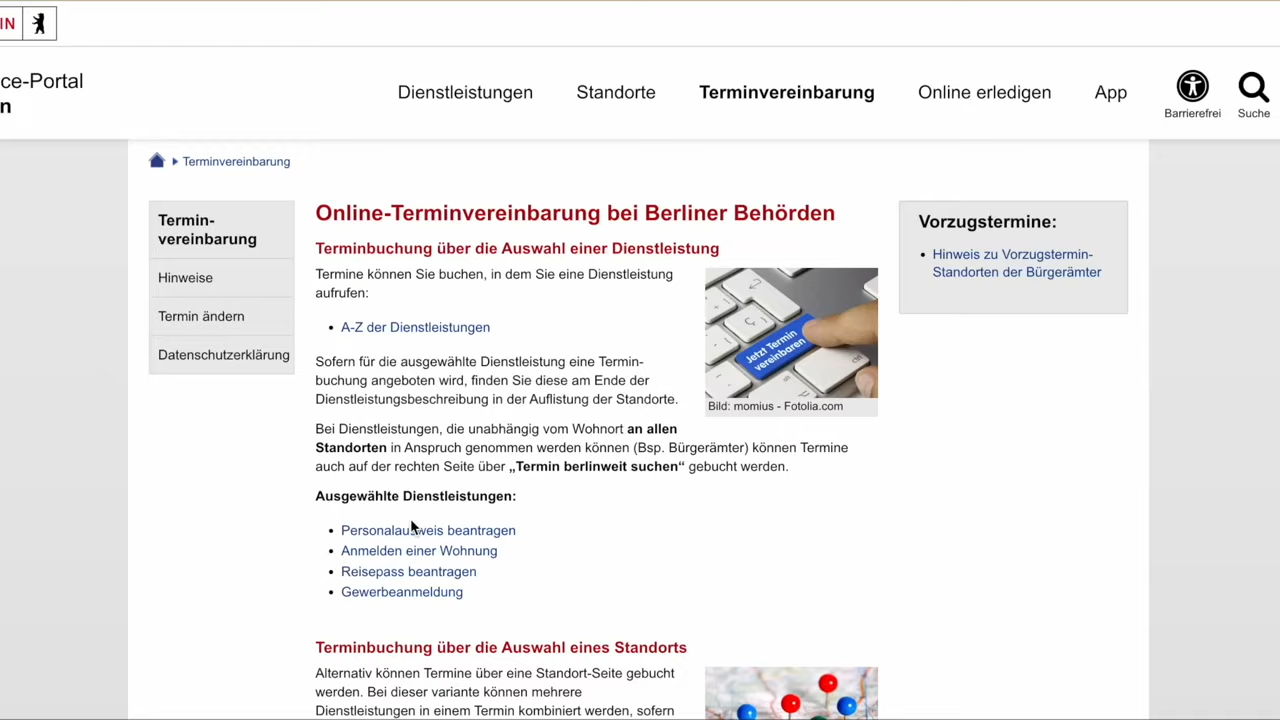 IN
ce-Portal
n
Dienstleistungen
Standorte
Terminvereinbarung
Online erledigen
App
Barrierefrei
Suche
Terminvereinbarung
Termin-
vereinbarung
Hinweise
Termin ändern
Datenschutzerklärung
Online-Terminvereinbarung bei Berliner Behörden
Terminbuchung über die Auswahl einer Dienstleistung
Termine können Sie buchen, in dem Sie eine Dienstleistung
aufrufen:
• A-Z der Dienstleistungen
Sofern für die ausgewählte Dienstleistung eine Termin-
buchung angeboten wird, finden Sie diese am Ende der
Dienstleistungsbeschreibung in der Auflistung der Standorte.
Jetzt Termin
vereinbaren
Bild: momius - Fotolia.com
Bei Dienstleistungen, die unabhängig vom Wohnort an allen
Standorten in Anspruch genommen werden können (Bsp. Bürgerämter) können Termine
auch auf der rechten Seite über „Termin berlinweit suchen“ gebucht werden.
Ausgewählte Dienstleistungen:
• Personalausweis beantragen
• Anmelden einer Wohnung
• Reisepass beantragen
• Gewerbeanmeldung
Terminbuchung über die Auswahl eines Standorts
Alternativ können Termine über eine Standort-Seite gebucht
werden. Bei dieser variante können mehrere
Dienstleistungen in einem Termin kombiniert werden, sofern
Vorzugstermine:
• Hinweis zu Vorzugstermin-
Standorten der Bürgerämter